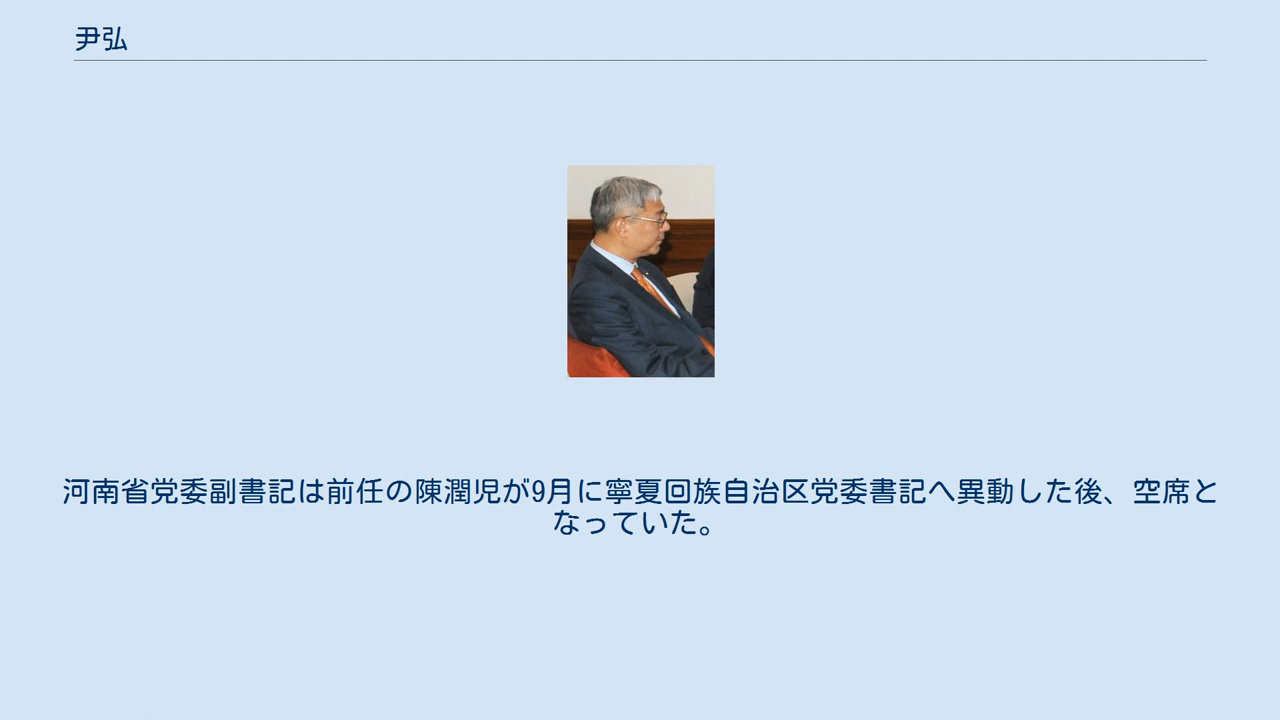 尹弘
河南省党委副書記は前任の陳潤児が9月に寧夏回族自治区党委書記へ異動した後、空席と
なっていた。